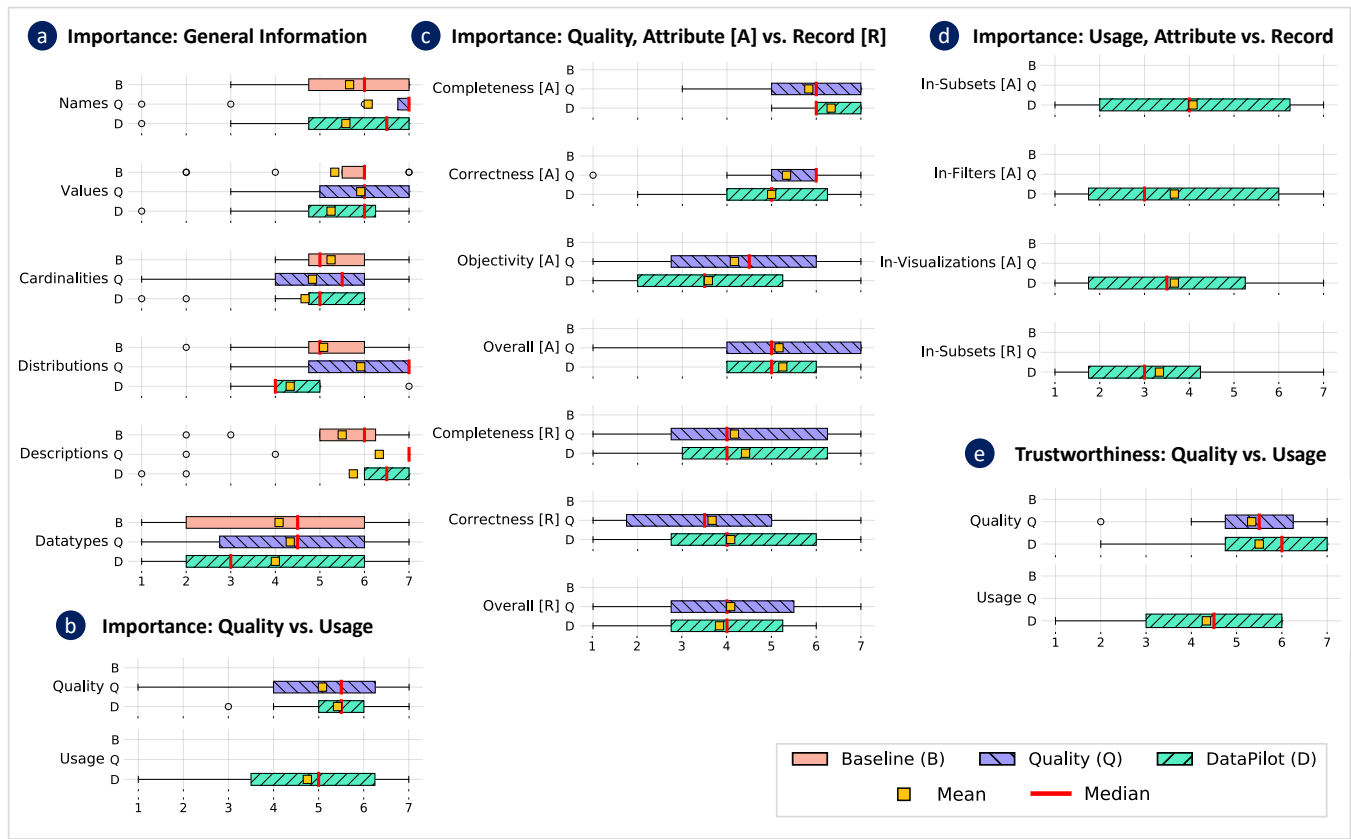 a Importance: General Information
B
Names Q
D
B
Values Q
D
B
Cardinalities Q
D
B
Distributions Q
D
B
Descriptions Q
D
B
Datatypes Q
D
1 2 3 4 5 6 7
b Importance: Quality vs. Usage
B
Quality Q
D
B
Usage Q
D
1 2 3 4 5 6 7
c Importance: Quality, Attribute [A] vs. Record [R]
B
Completeness [A] Q
D
B
Correctness [A] Q
D
B
Objectivity [A] Q
D
B
Overall [A] Q
D
B
Completeness [R] Q
D
B
Correctness [R] Q
D
B
Overall [R] Q
D
1 2 3 4 5 6 7
d Importance: Usage, Attribute vs. Record
B
In-Subsets [A] Q
D
B
In-Filters [A] Q
D
B
In-Visualizations [A] Q
D
B
In-Subsets [R] Q
D
1 2 3 4 5 6 7
e Trustworthiness: Quality vs. Usage
B
Quality Q
D
B
Usage Q
D
1 2 3 4 5 6 7
Baseline (B) Quality (Q) DataPilot (D)
Mean Median